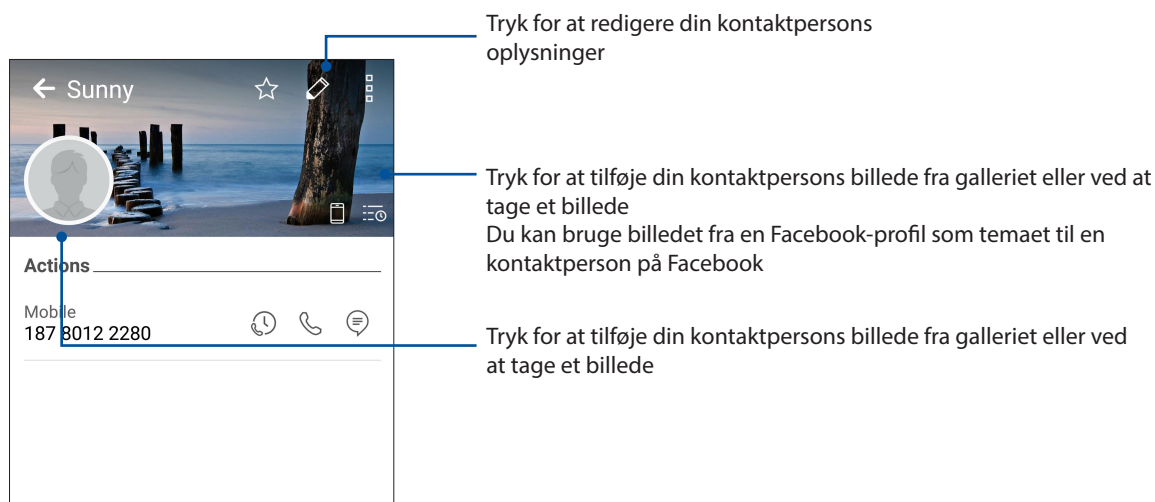 Tryk for at redigere din kontaktpersons
oplysninger
Sunny
Tryk for at tilføje din kontaktpersons billede fra galleriet eller ved at
tage et billede
Du kan bruge billedet fra en Facebook-profil som temaet til en
kontaktperson på Facebook
Actions
Mobile
187 8012 2280
Tryk for at tilføje din kontaktpersons billede fra galleriet eller ved
at tage et billede